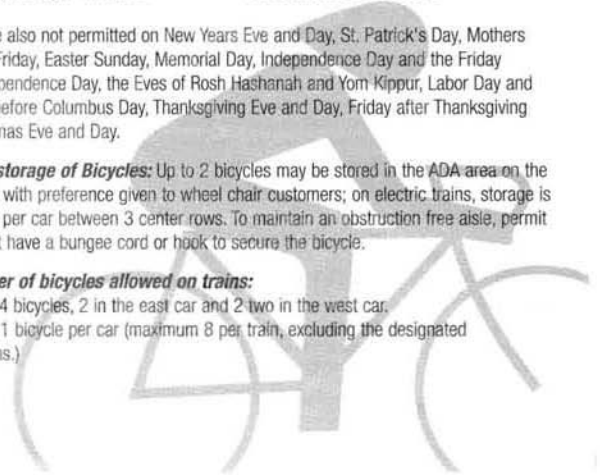 also not permitted on New Years Eve and Day, St. Patrick's Day, Mothers
riday, Easter Sunday, Memorial Day, Independence Day and the Friday
endence Day, the Eves of Rosh Hashanah and Yom Kippur, Labor Day and
efore Columbus Day, Thanksgiving Eve and Day, Friday after Thanksgiving
mas Eve and Day.
storage of Bicycles: Up to 2 bicycles may be stored in the ADA area on the
with preference given to wheel chair customers; on electric trains, storage is
per car between 3 center rows. To maintain an obstruction free aisle, permit
have a bungee cord or hook to secure the bicycle.
er of bicycles allowed on trains:
4 bicycles, 2 in the east car and 2 two in the west car.
1 bicycle per car (maximum 8 per train, excluding the designated
s.)